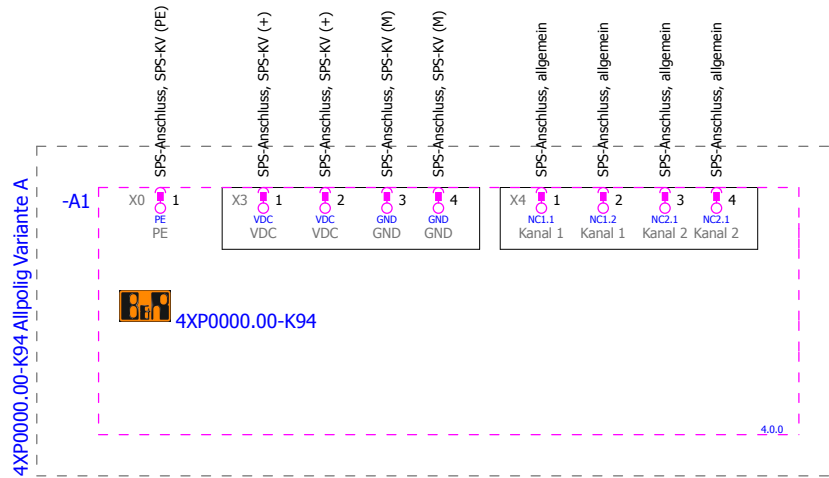 SPS-Anschluss, SPS-KV (PE)
SPS-Anschluss, SPS-KV (+)
SPS-Anschluss, SPS-KV (+)
SPS-Anschluss, SPS-KV (M)
SPS-Anschluss, SPS-KV (M)
SPS-Anschluss, allgemein
SPS-Anschluss, allgemein
SPS-Anschluss, allgemein
SPS-Anschluss, allgemein
4XP0000.00-K94 Allpolig Variante A
-A1
X0 1
PE
PE
X3 1 2 3 4
VDC VDC GND GND
VDC VDC GND GND
X4 1 2 3 4
NC1.1 NC1.2 NC2.1 NC2.1
Kanal 1 Kanal 1 Kanal 2 Kanal 2
B&R
4XP0000.00-K94
4.0.0